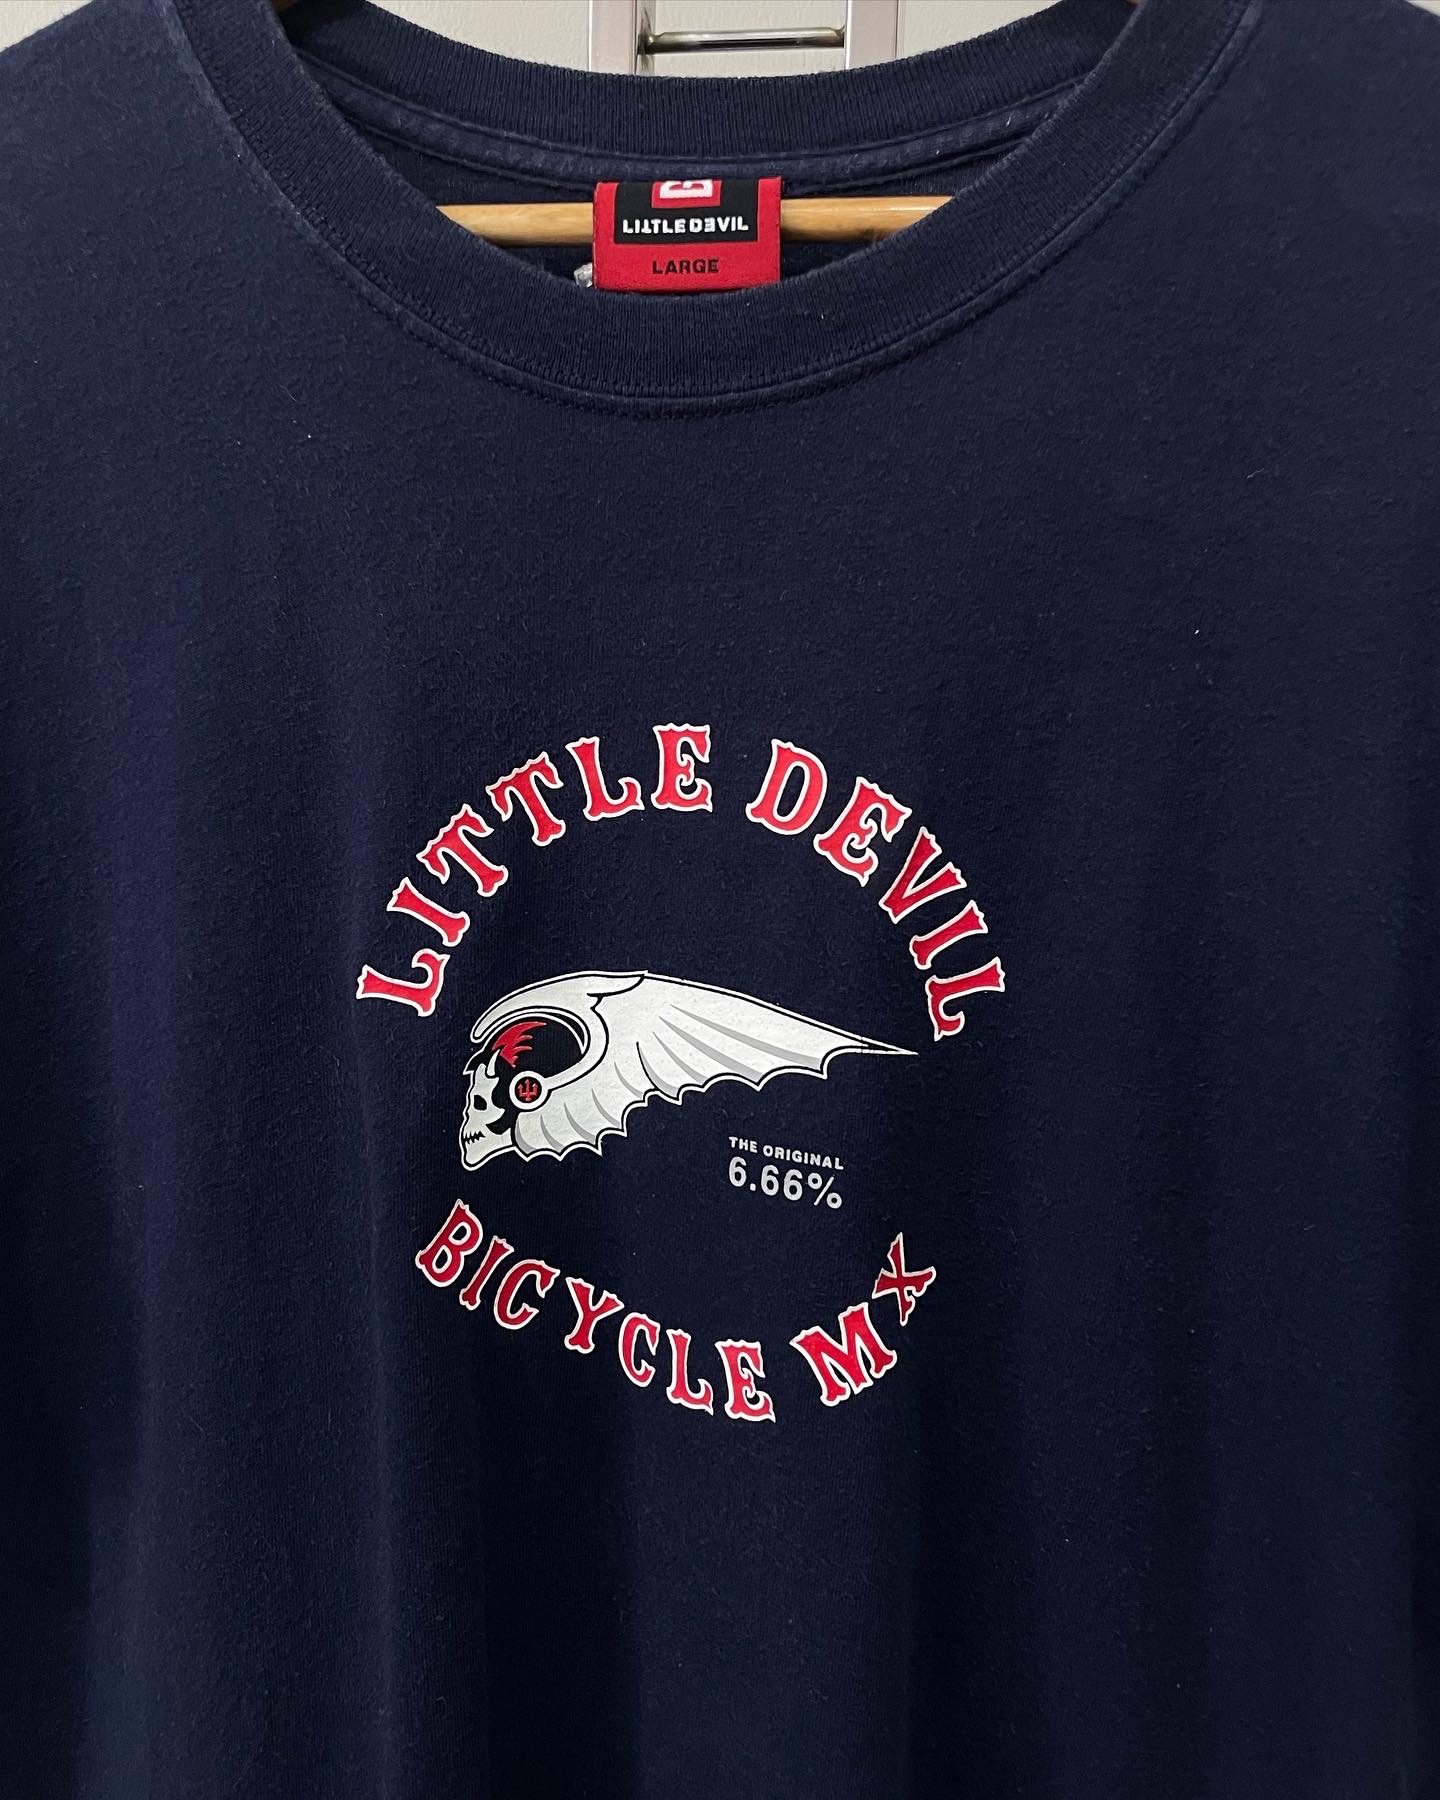 LITTLE DEVIL
LARGE
LITTLE DEVIL
THE ORIGINAL
6.66%
BICYCLE MX